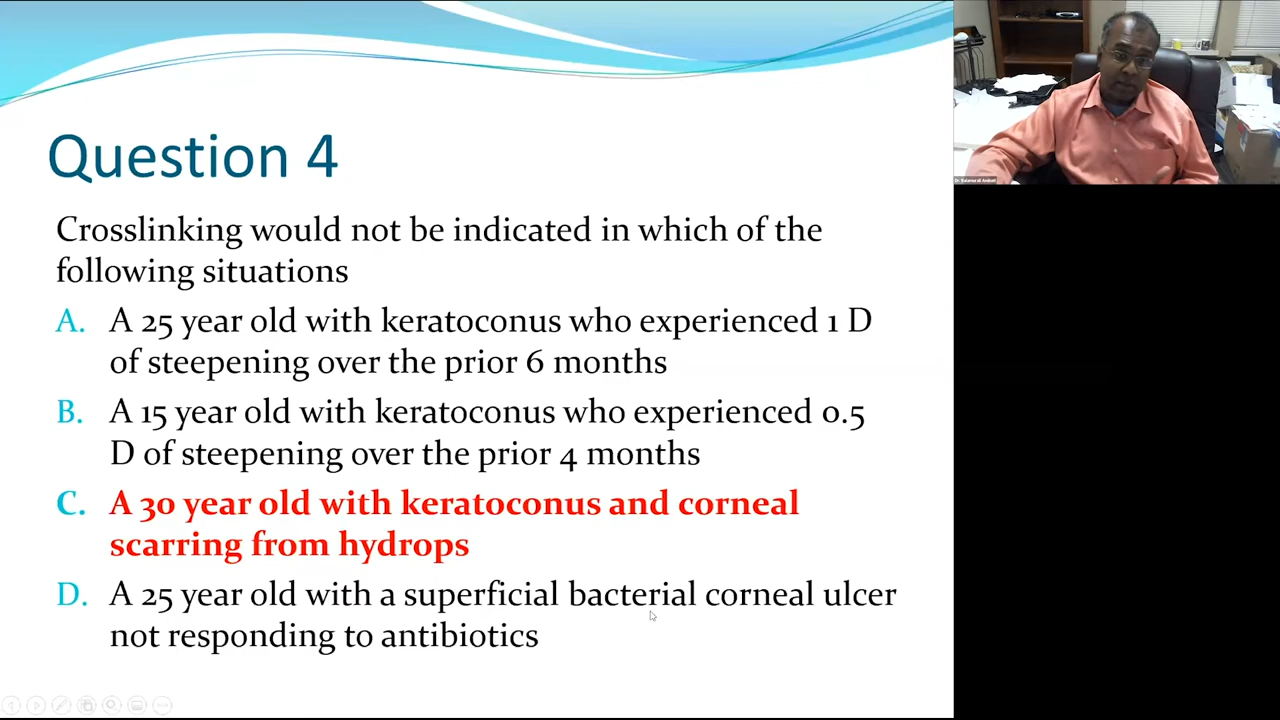 Question 4
Crosslinking would not be indicated in which of the
following situations
A. A 25 year old with keratoconus who experienced 1 D
of steepening over the prior 6 months
B. A 15 year old with keratoconus who experienced 0.5
D of steepening over the prior 4 months
C. A 30 year old with keratoconus and corneal
scarring from hydrops
D. A 25 year old with a superficial bacterial corneal ulcer
not responding to antibiotics